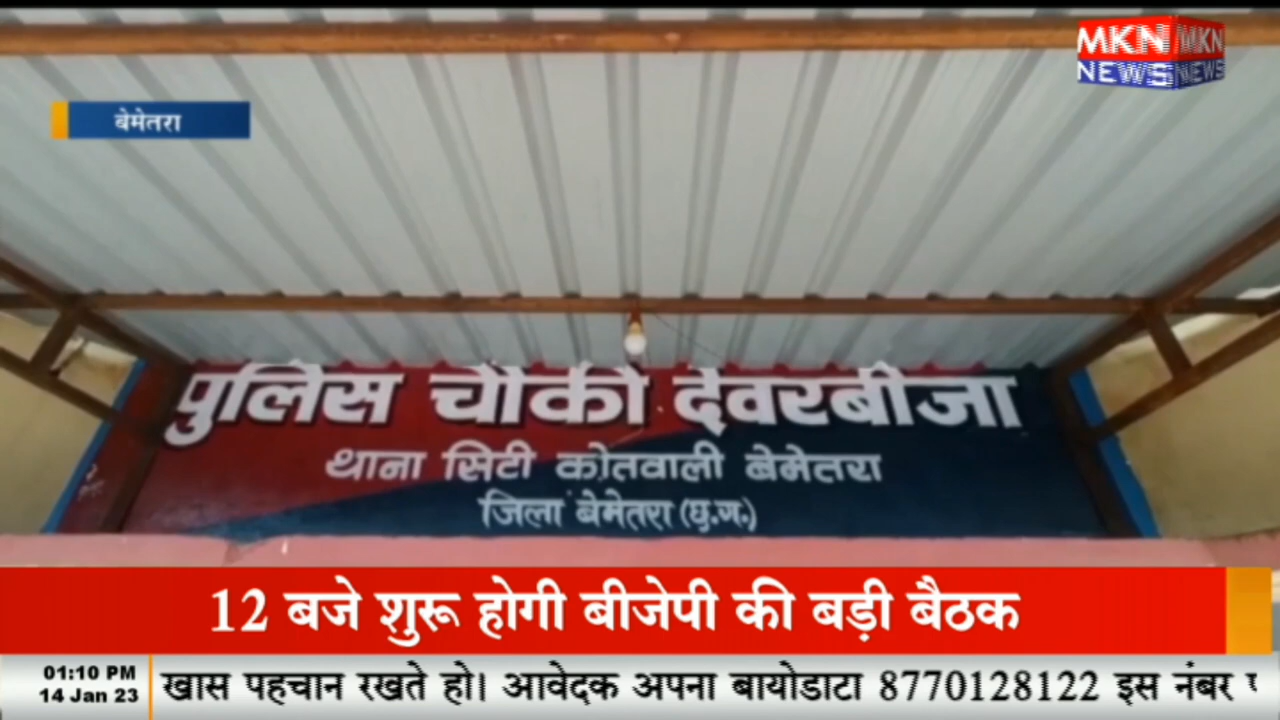 MKN MKN
NEWS NEWS
बेमेतरा
पुलिस चौकी देवरबीजा
थाना सिटी कोतवाली बेमेतरा
जिला बेमेतरा (छ.ग.)
12 बजे शुरू होगी बीजेपी की बड़ी बैठक
01:10 PM
14 Jan 23
खास पहचान रखते हो। आवेदक अपना बायोडाटा 8770128122 इस नंबर